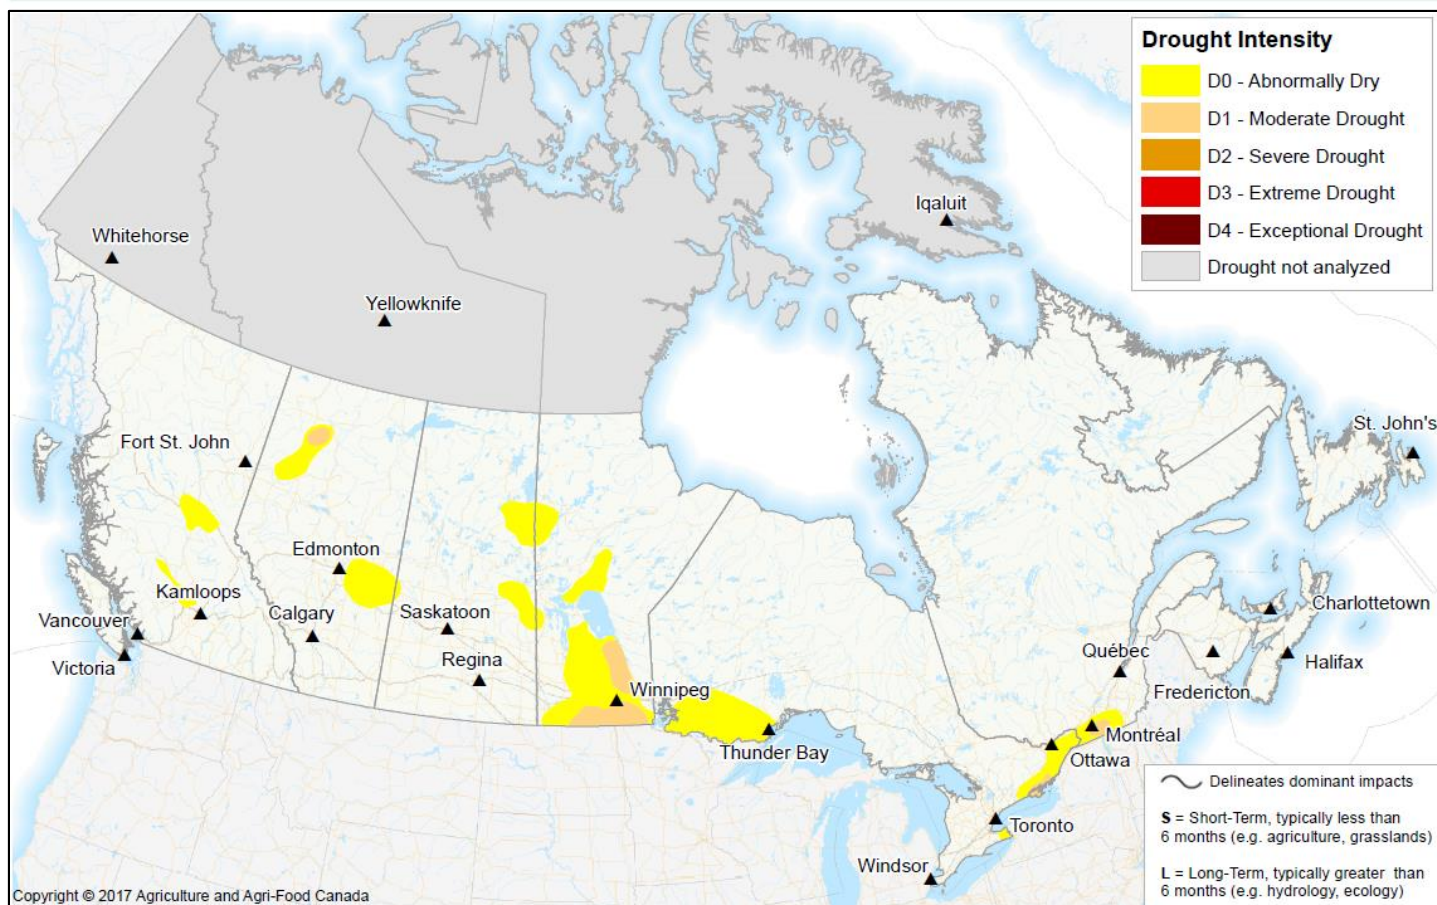 Drought Intensity
D0 - Abnormally Dry
D1 - Moderate Drought
D2 - Severe Drought
D3 - Extreme Drought
D4 - Exceptional Drought
Drought not analyzed
Iqaluit
Whitehorse
Yellowknife
Fort St. John
St. John's
Edmonton
Kamloops
Calgary
Saskatoon
Charlottetown
Vancouver
Victoria
Regina
Québec
Halifax
Winnipeg
Fredericton
Montréal
Thunder Bay
Ottawa
Toronto
Windsor
Delineates dominant impacts
S = Short-Term, typically less than
6 months (e.g. agriculture, grasslands)
L = Long-Term, typically greater than
6 months (e.g. hydrology, ecology)
Copyright © 2017 Agriculture and Agri-Food Canada